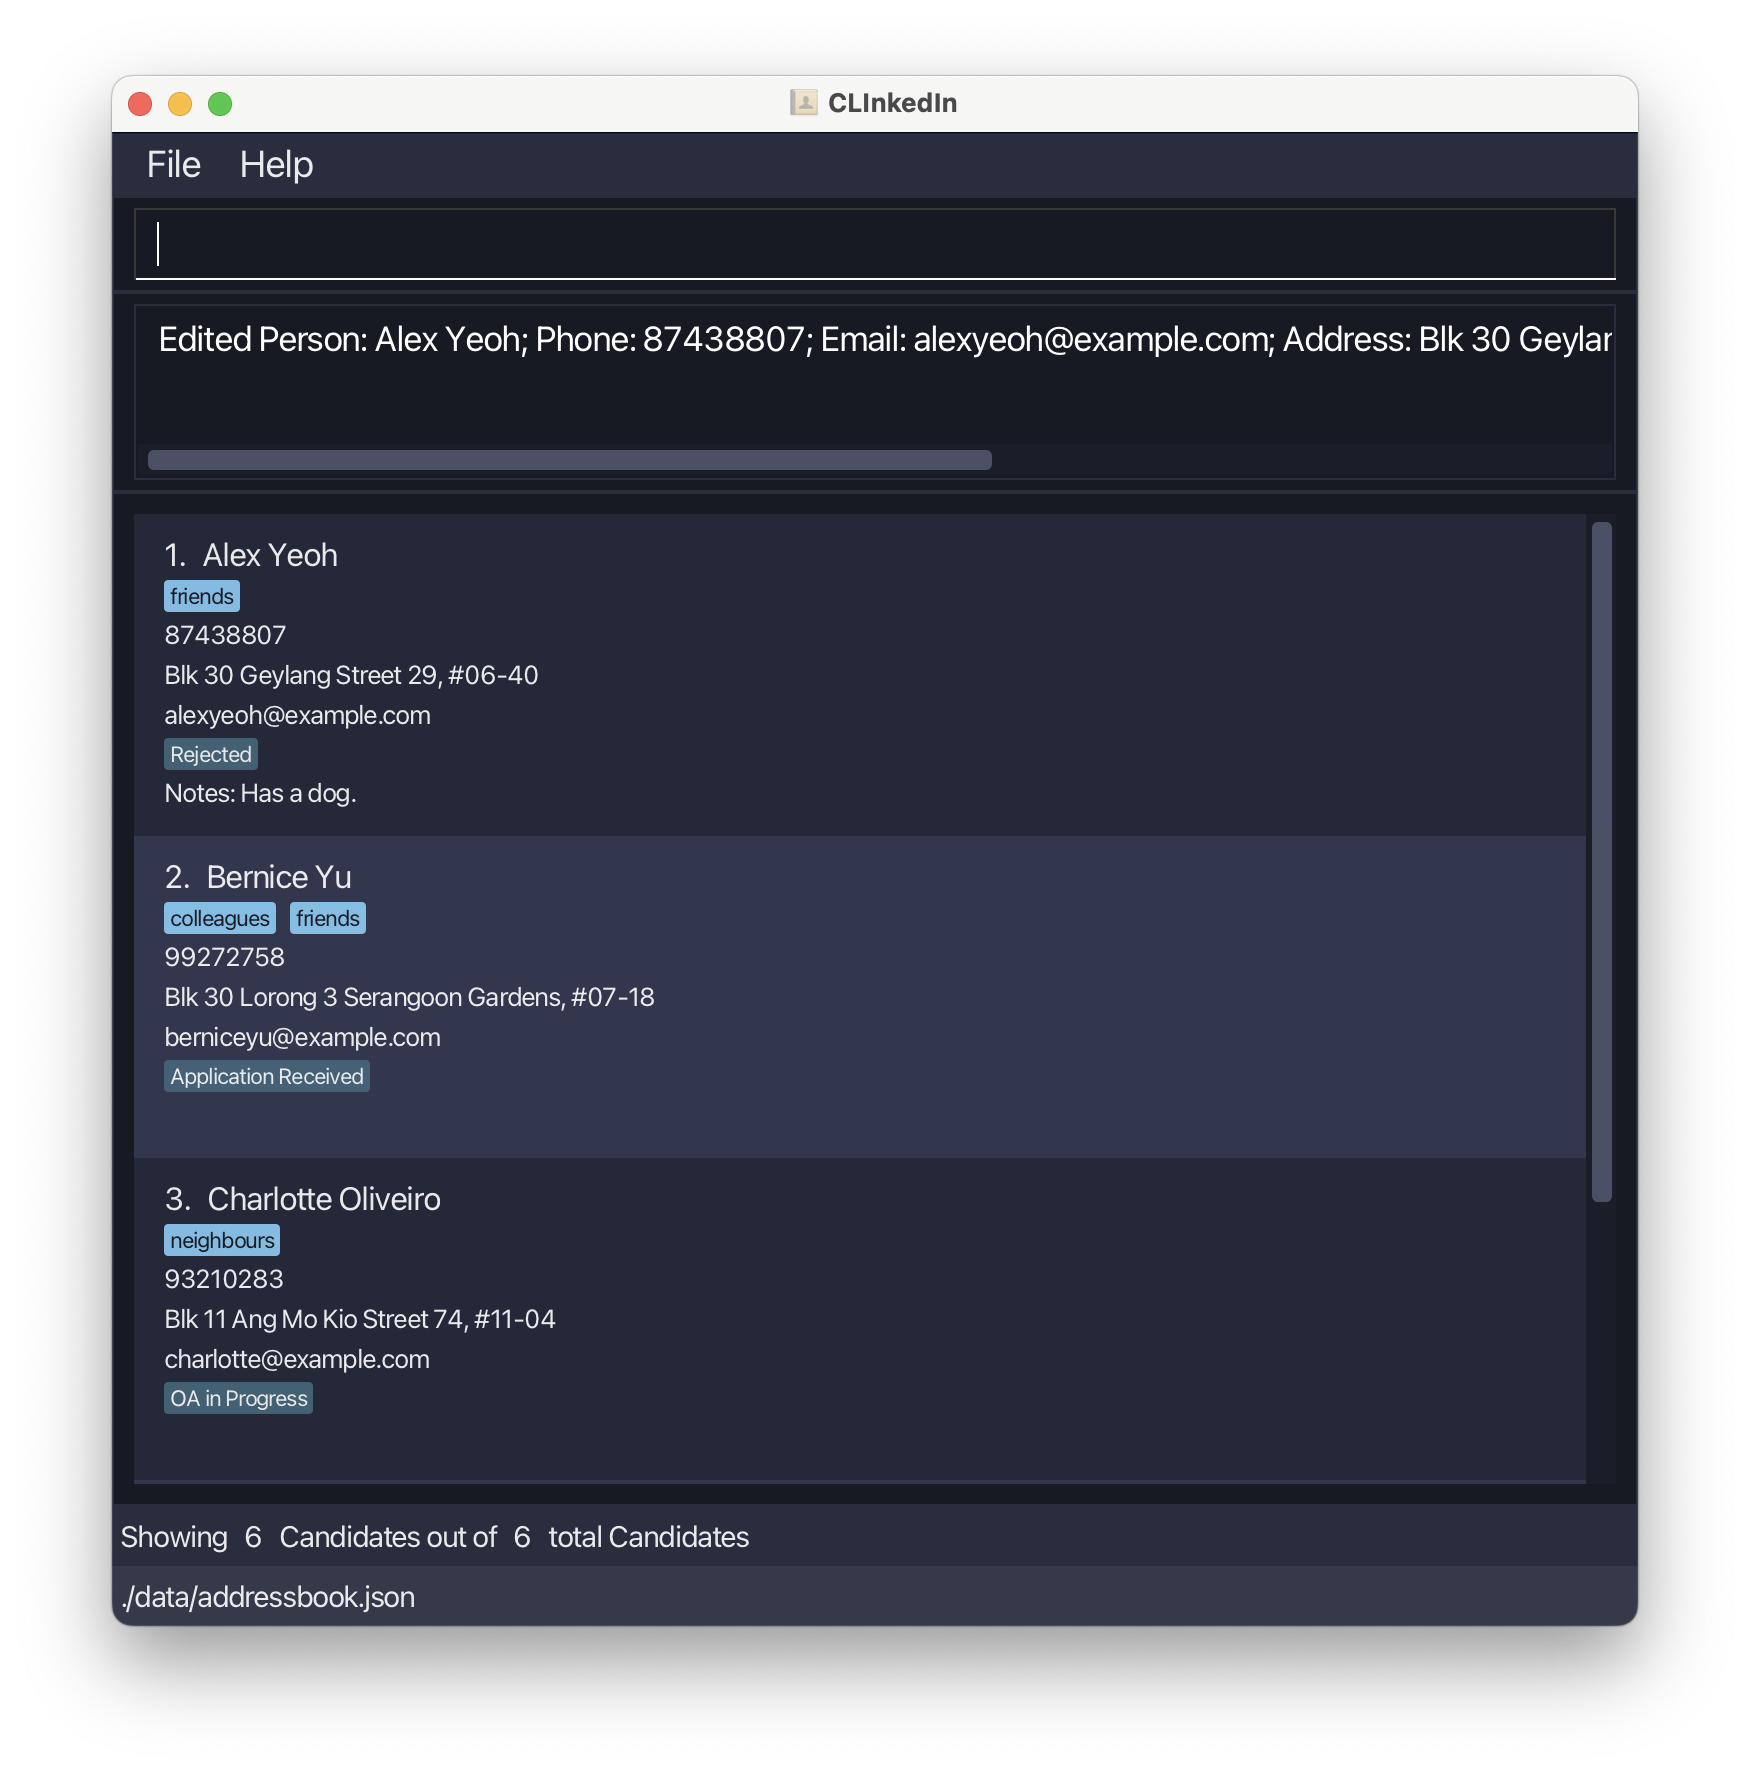 CLInkedIn
File Help
Edited Person: Alex Yeoh; Phone: 87438807; Email: alexyeoh@example.com; Address: Blk 30 Geylan
1. Alex Yeoh
friends
87438807
Blk 30 Geylang Street 29, #06-40
alexyeoh@example.com
Rejected
Notes: Has a dog.
2. Bernice Yu
colleagues friends
99272758
Blk 30 Lorong 3 Serangoon Gardens, #07-18
berniceyu@example.com
Application Received
3. Charlotte Oliveiro
neighbours
93210283
Blk 11 Ang Mo Kio Street 74, #11-04
charlotte@example.com
OA in Progress
Showing 6 Candidates out of 6 total Candidates
./data/addressbook.json